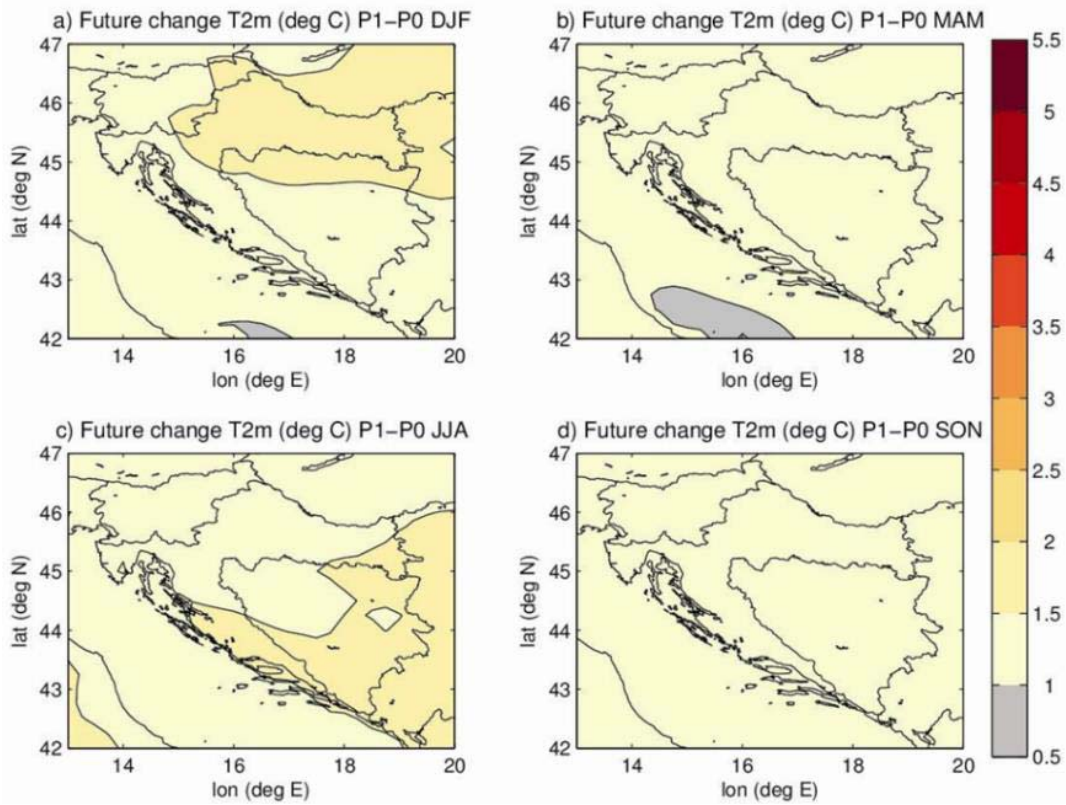 a) Future change T2m (deg C) P1−P0 DJF
47
46
45
44
43
42
lat (deg N)
14 16 18 20
lon (deg E)
b) Future change T2m (deg C) P1−P0 MAM
47
46
45
44
43
42
lat (deg N)
14 16 18 20
lon (deg E)
c) Future change T2m (deg C) P1−P0 JJA
47
46
45
44
43
42
lat (deg N)
14 16 18 20
lon (deg E)
d) Future change T2m (deg C) P1−P0 SON
47
46
45
44
43
42
lat (deg N)
14 16 18 20
lon (deg E)
5.5
5
4.5
4
3.5
3
2.5
2
1.5
1
0.5